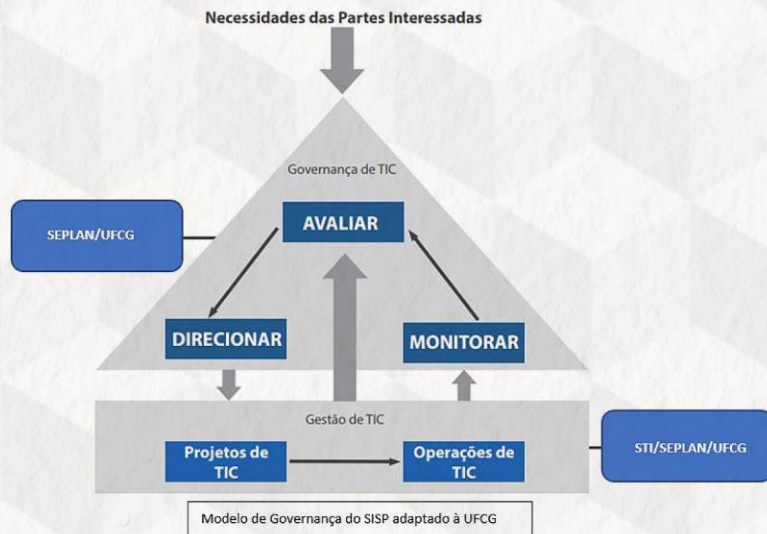 Necessidades das Partes Interessadas
Governança de TIC
AVALIAR
SEPLAN/UFCG
DIRECIONAR
MONITORAR
Gestão de TIC
Projetos de
TIC
Operações de
TIC
STI/SEPLAN/UFCG
Modelo de Governança do SISP adaptado à UFCG